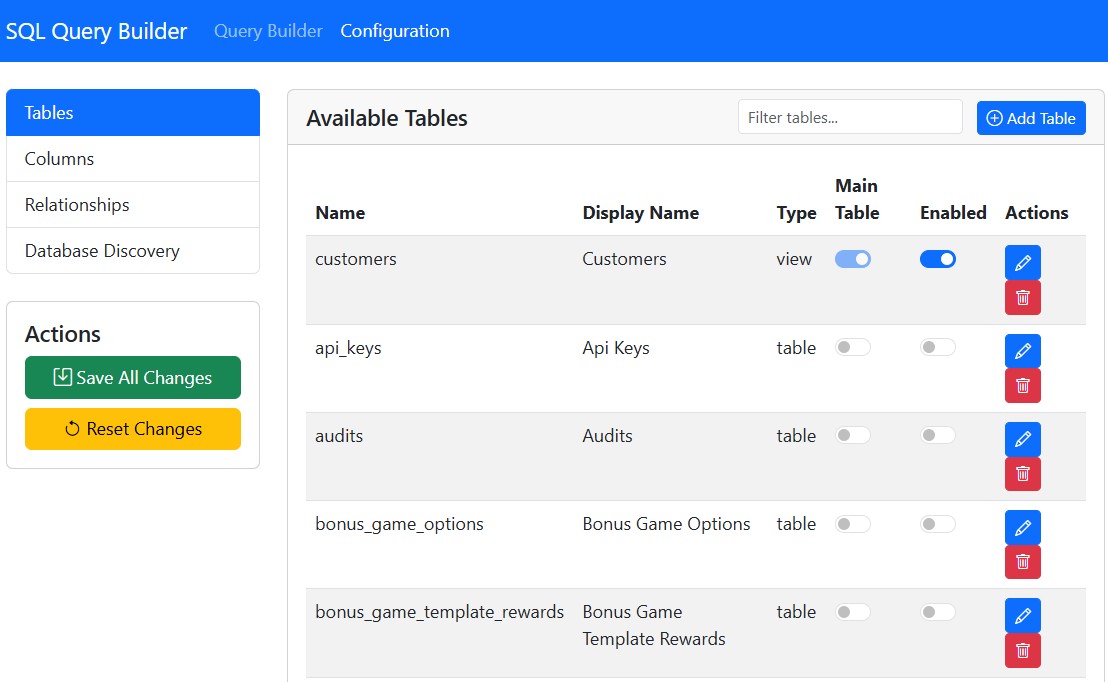 SQL Query Builder Query Builder Configuration
Tables
Columns
Relationships
Database Discovery
Actions
Save All Changes
Reset Changes
Available Tables Filter tables... Add Table
Name Display Name Type Main Table Enabled Actions
customers Customers view
api_keys Api Keys table
audits Audits table
bonus_game_options Bonus Game Options table
bonus_game_template_rewards Bonus Game Template Rewards table